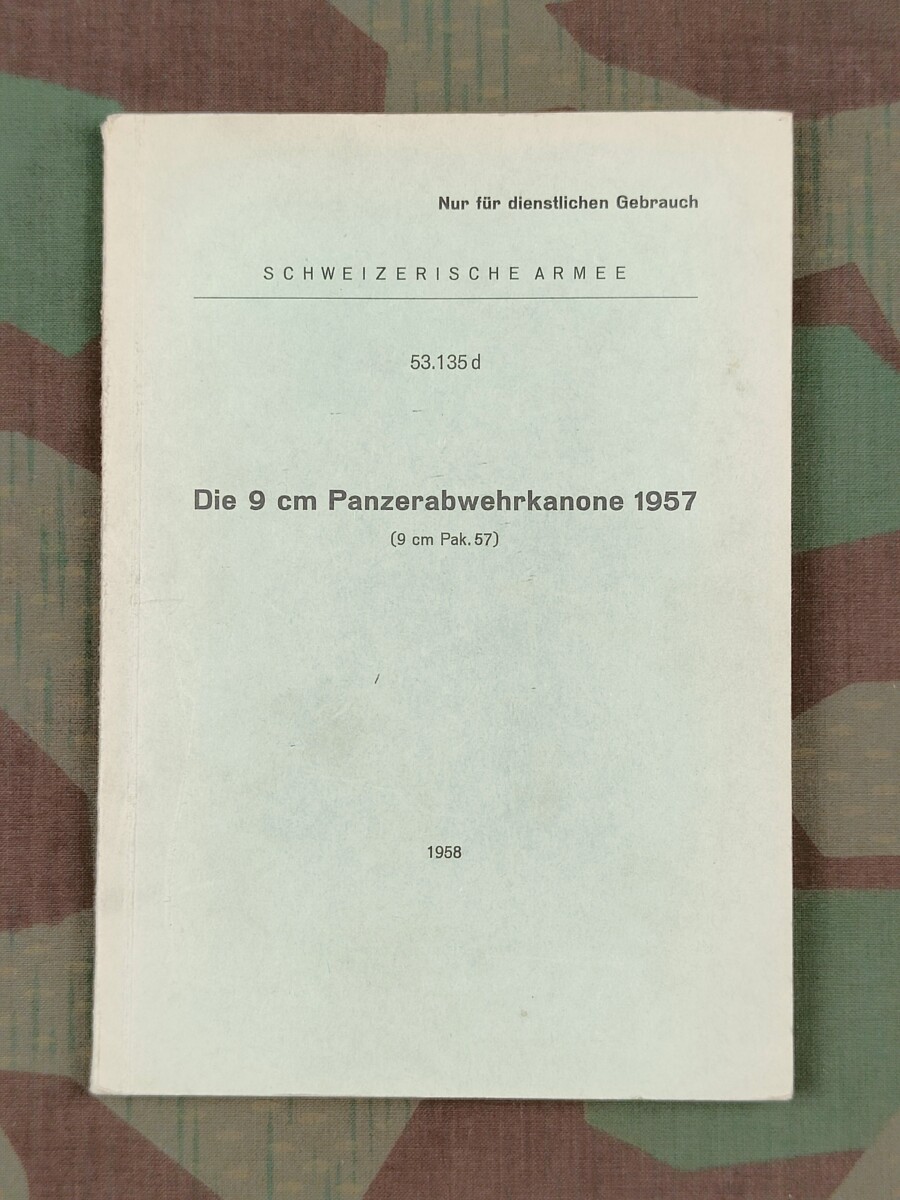 Nur für dienstlichen Gebrauch
SCHWEIZERISCHE ARMEE
53.135 d
Die 9 cm Panzerabwehrkanone 1957
(9 cm Pak. 57)
1958